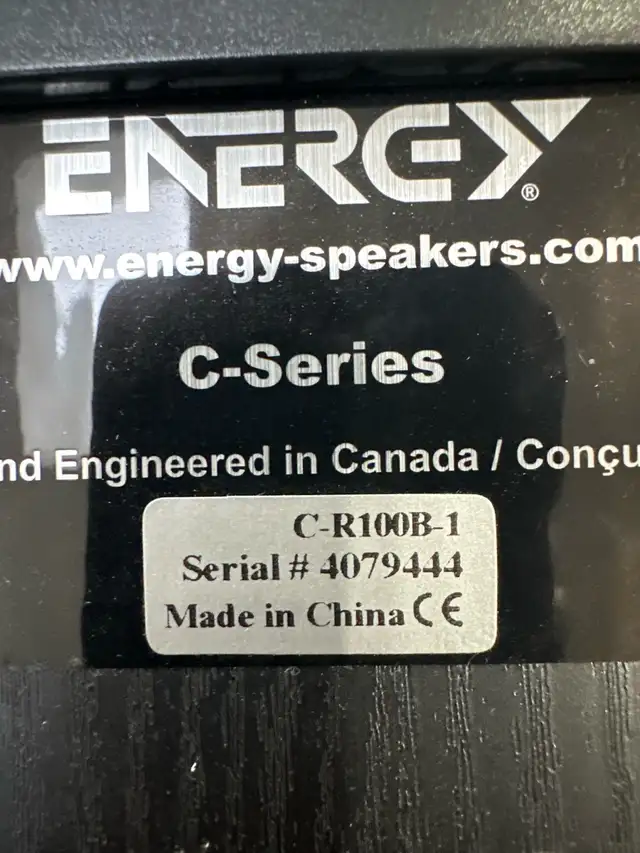 ENERGY®
www.energy-speakers.com
C-Series
nd Engineered in Canada / Conçu
C-R100B-1
Serial # 4079444
Made in China CE